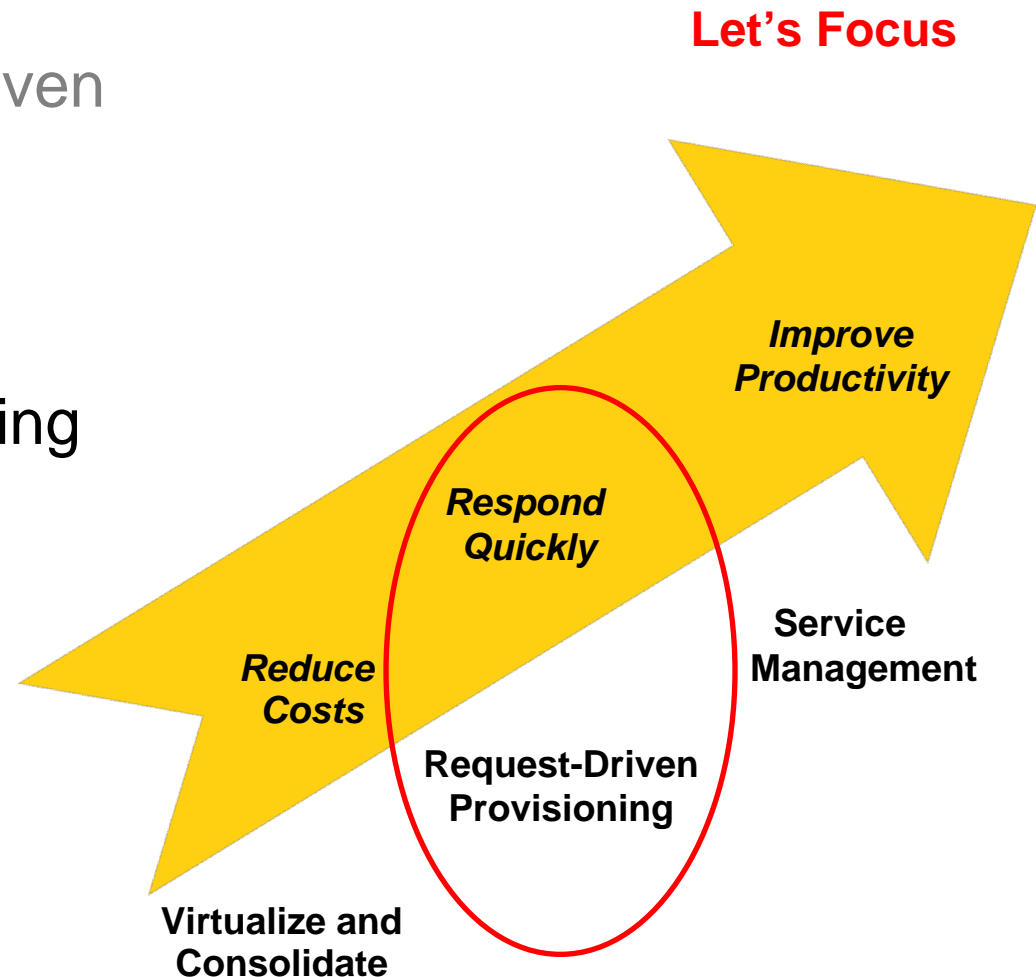 Let's Focus
ven
ing
Improve
Productivity
Respond
Quickly
Reduce
Costs
Service
Management
Request-Driven
Provisioning
Virtualize and
Consolidate